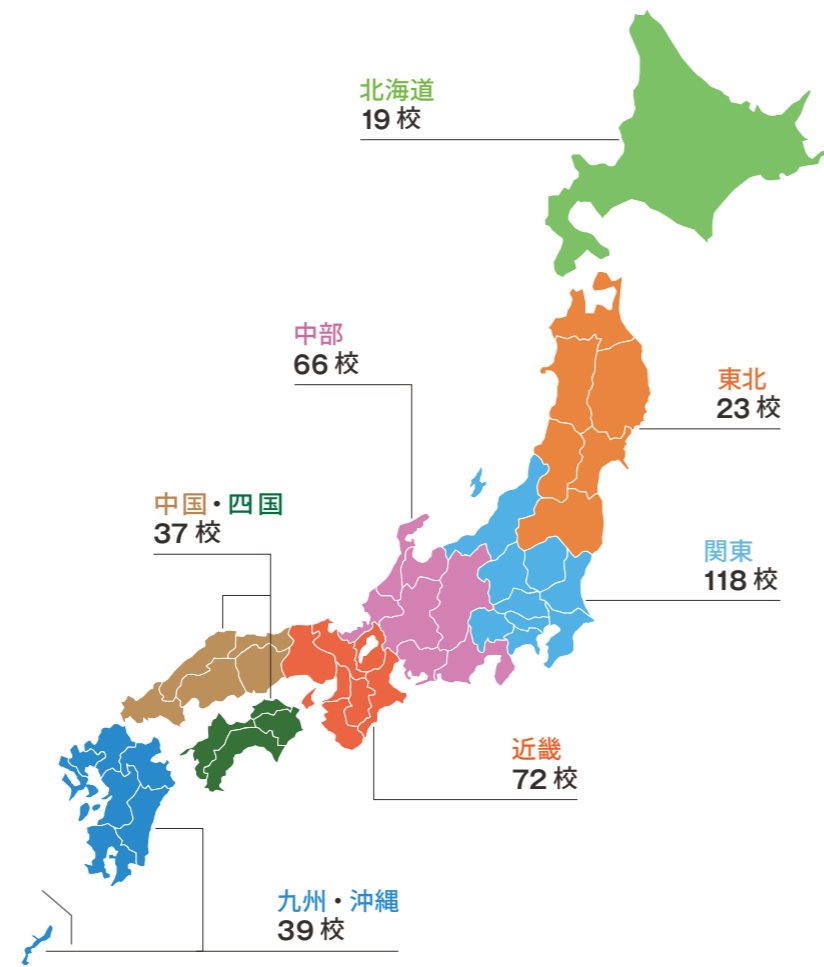 北海道
19 校
中部
66 校
東北
23 校
中国・四国
37 校
関東
118 校
近畿
72 校
九州・沖縄
39 校